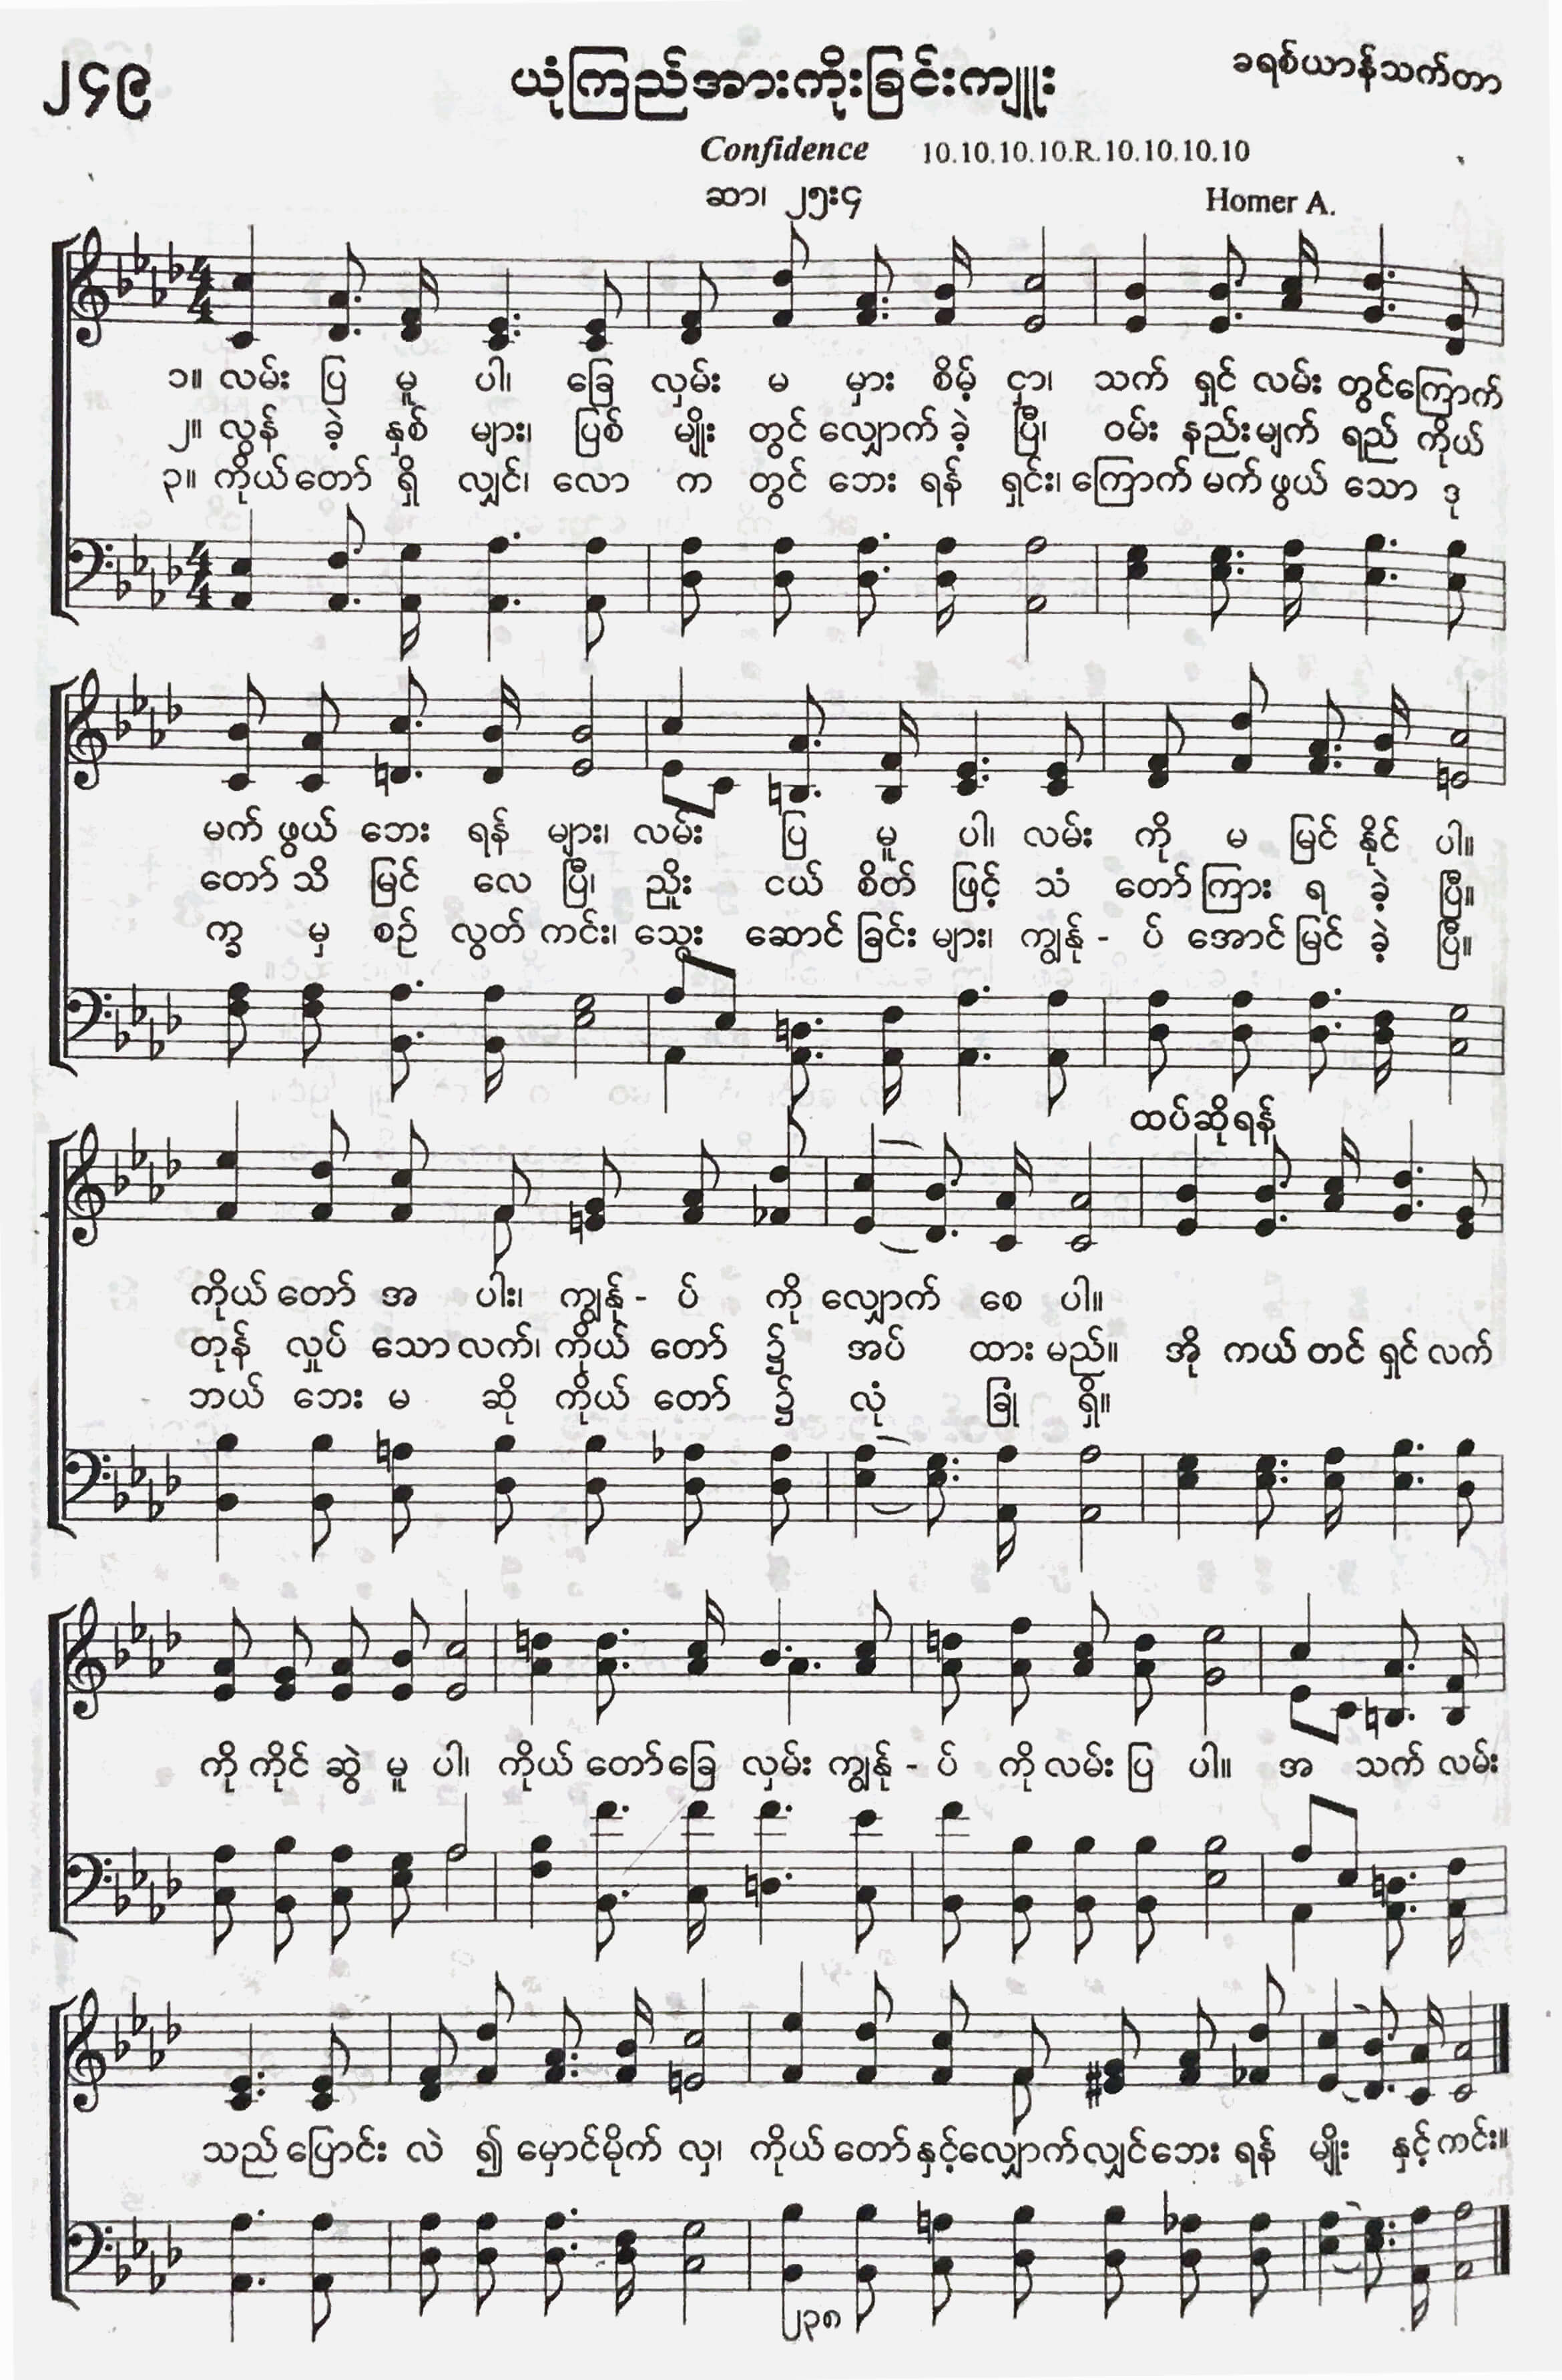 ၂၄၉
ယုံကြည်အားကိုးခြင်းကျူး
ခရစ်ယာန်သက်တာ
Confidence 10.10.10.10.R.10.10.10.10
ဆာ၊ ၂၅း၄
Homer A.
၁။ လမ်း ပြ မူ ပါ၊ ခြေ လှမ်း မ မှား စိမ့် ငှာ၊ သက် ရှင် လမ်း တွင် ကြောက်
၂။ လွန် ခဲ့ နှစ် များ၊ ပြစ် မျိုး တွင် လျှောက် ခဲ့ ပြီ၊ ဝမ်း နည်း မျက် ရည် ကိုယ်
၃။ ကိုယ် တော် ရှိ လျှင်၊ လော က တွင် ဘေး ရန် ရှင်း၊ ကြောက် မက် ဖွယ် သော ဒု
မက် ဖွယ် ဘေး ရန် များ၊ လမ်း ပြ မူ ပါ၊ လမ်း ကို မ မြင် နိုင် ပါ။
တော် သိ မြင် လေ ပြီ၊ ညှိုး ငယ် စိတ် ဖြင့် သံ တော် ကြား ရ ခဲ့ ပြီ။
က္ခ မှ စဉ် လွတ် ကင်း၊ သွေး ဆောင် ခြင်း များ၊ ကျွန်ု - ပ် အောင် မြင် ခဲ့ ပြီ။
ထပ်ဆိုရန်
ကိုယ် တော် အ ပါး၊ ကျွန်ု - ပ် ကို လျှောက် စေ ပါ။
တုန် လှုပ် သော လက်၊ ကိုယ် တော် ၌ အပ် ထား မည်။ အို ကယ် တင် ရှင် လက်
ဘယ် ဘေး မ ဆို ကိုယ် တော် ၌ လုံ ခြုံ ရှိ။
ကို ကိုင် ဆွဲ မူ ပါ၊ ကိုယ် တော် ခြေ လှမ်း ကျွန်ု - ပ် ကို လမ်း ပြ ပါ။ အ သက် လမ်း
သည် ပြောင်း လဲ ၍ မှောင် မိုက် လှ၊ ကိုယ် တော် နှင့် လျှောက် လျှင် ဘေး ရန် မျိုး နှင့် ကင်း။
၂၃၈